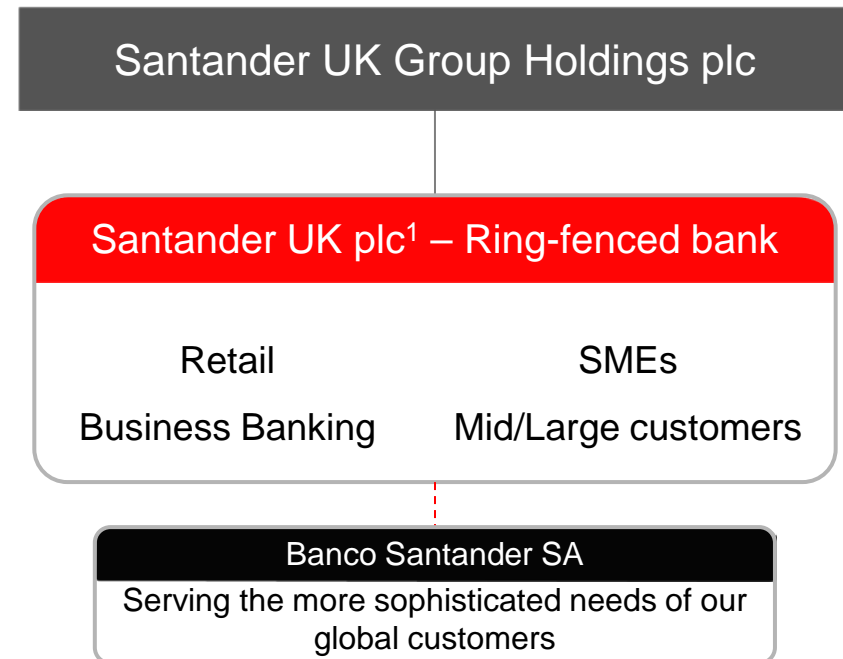 Santander UK Group Holdings plc
Santander UK plc¹ – Ring-fenced bank
Retail
SMEs
Business Banking
Mid/Large customers
Banco Santander SA
Serving the more sophisticated needs of our
global customers